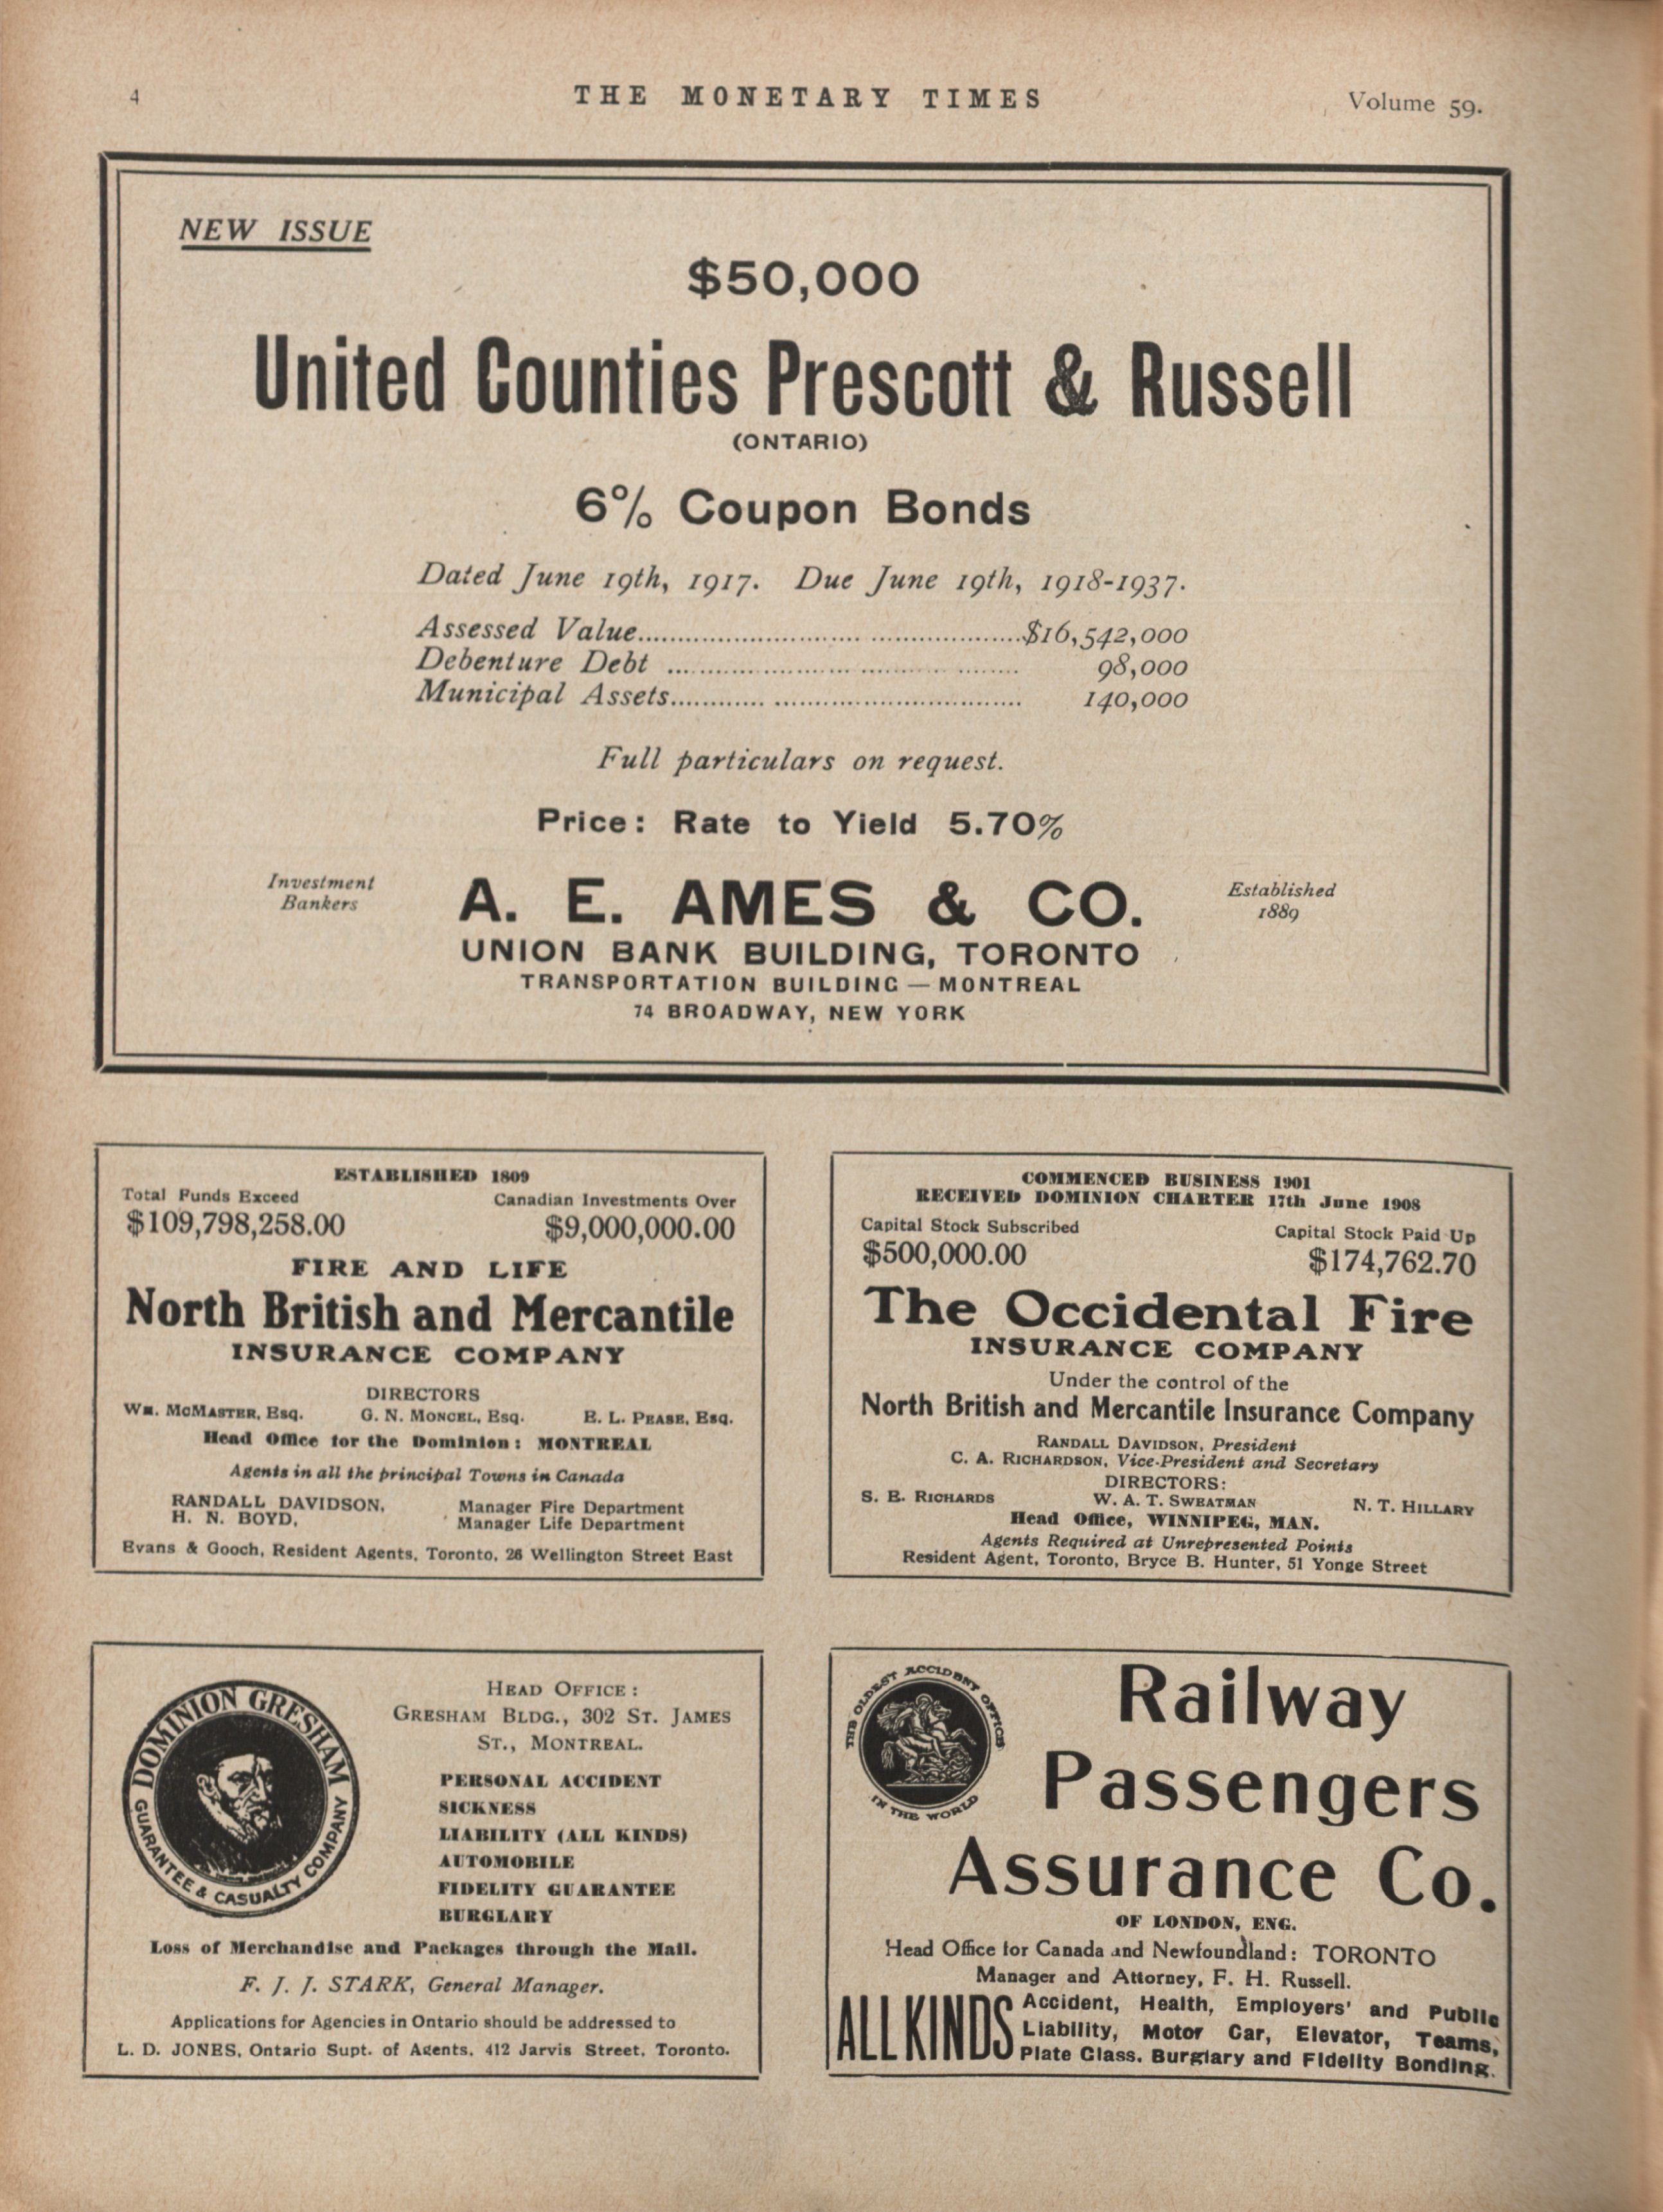 4
THE MONETARY TIMES
Volume 59.
NEW ISSUE
$50,000
United Counties Prescott & Russell
(ONTARIO)
6% Coupon Bonds
Dated June 19th, 1917. Due June 19th, 1918-1937.
Assessed Value........................................$16,542,000
Debenture Debt ........................................ 98,000
Municipal Assets........................................ 140,000
Full particulars on request.
Price: Rate to Yield 5.70%
Investment
Bankers
A. E. AMES & CO.
Established
1889
UNION BANK BUILDING, TORONTO
TRANSPORTATION BUILDING — MONTREAL
74 BROADWAY, NEW YORK
ESTABLISHED 1809
Total Funds Exceed Canadian Investments Over
$109,798,258.00 $9,000,000.00
FIRE AND LIFE
North British and Mercantile
INSURANCE COMPANY
DIRECTORS
Wm. McMaster, Esq. G. N. Moncel, Esq. E. L. Pease, Esq.
Head Office for the Dominion: MONTREAL
Agents in all the principal Towns in Canada
RANDALL DAVIDSON, Manager Fire Department
H. N. BOYD, Manager Life Department
Evans & Gooch, Resident Agents, Toronto, 26 Wellington Street East
COMMENCED BUSINESS 1901
RECEIVED DOMINION CHARTER 17th June 1908
Capital Stock Subscribed Capital Stock Paid Up
$500,000.00 $174,762.70
The Occidental Fire
INSURANCE COMPANY
Under the control of the
North British and Mercantile Insurance Company
RANDALL DAVIDSON, President
C. A. RICHARDSON, Vice-President and Secretary
DIRECTORS:
S. E. RICHARDS W. A. T. SWEATMAN N. T. HILLARY
Head Office, WINNIPEG, MAN.
Agents Required at Unrepresented Points
Resident Agent, Toronto, Bryce B. Hunter, 51 Yonge Street
DOMINION GRESHAM
GUARANTEE & CASUALTY COMPANY
HEAD OFFICE:
GRESHAM BLDG., 302 ST. JAMES
ST., MONTREAL.
PERSONAL ACCIDENT
SICKNESS
LIABILITY (ALL KINDS)
AUTOMOBILE
FIDELITY GUARANTEE
BURGLARY
Loss of Merchandise and Packages through the Mail.
F. J. J. STARK, General Manager.
Applications for Agencies in Ontario should be addressed to
L. D. JONES, Ontario Supt. of Agents, 412 Jarvis Street, Toronto.
THE OLDEST ACCIDENT OFFICE
IN THE WORLD
Railway
Passengers
Assurance Co.
OF LONDON, ENG.
Head Office for Canada and Newfoundland: TORONTO
Manager and Attorney, F. H. Russell.
ALL KINDS
Accident, Health, Employers' and Public
Liability, Motor Car, Elevator, Teams,
Plate Glass, Burglary and Fidelity Bonding.